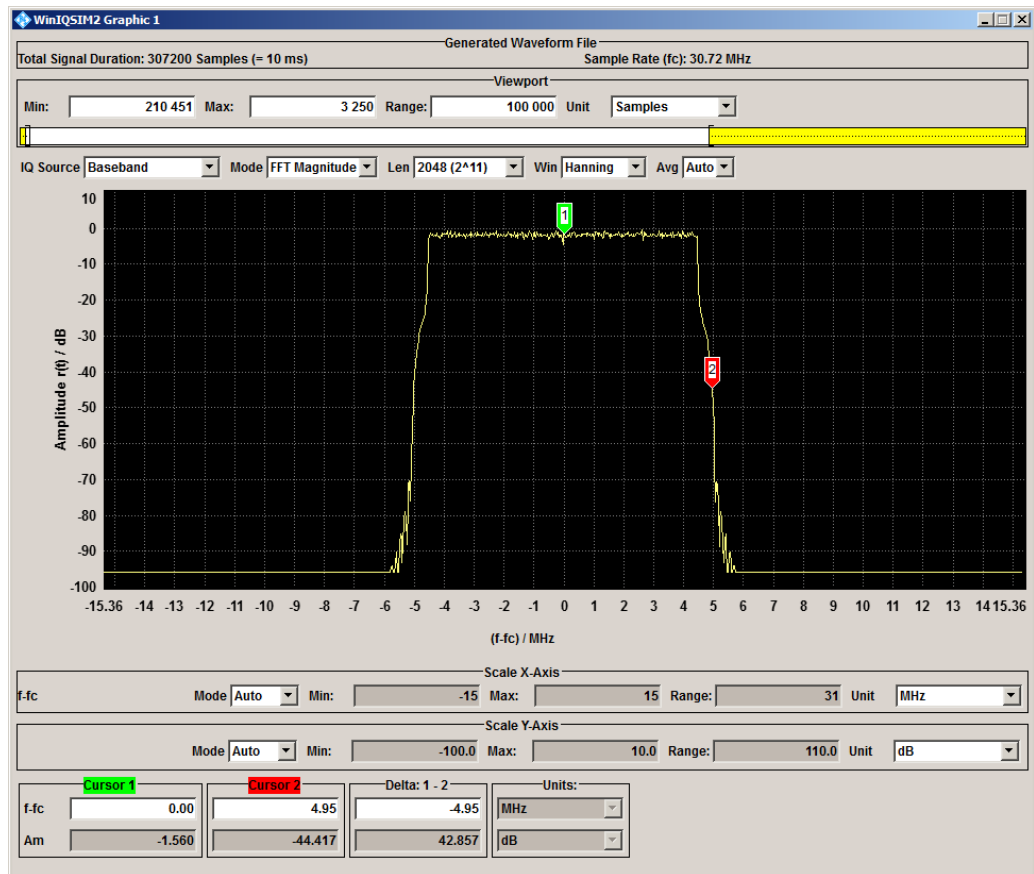 WinIQSIM2 Graphic 1
Generated Waveform File
Total Signal Duration: 307200 Samples (= 10 ms) Sample Rate (fc): 30.72 MHz
Viewport
Min: 210 451 Max: 3 250 Range: 100 000 Unit Samples
IQ Source Baseband Mode FFT Magnitude Len 2048 (2^11) Win Hanning Avg Auto
10
0
-10
-20
-30
-40
50
-60
-70
-80
-90
-100
Amplitude r(t) / dB
1
2
-15.36 -14 -13 -12 -11 -10 -9 -8 -7 -6 -5 -4 -3 -2 -1 0 1 2 3 4 5 6 7 8 9 10 11 12 13 14 15.36
(f-fc) / MHz
Scale X-Axis
f-fc Mode Auto Min: -15 Max: 15 Range: 31 Unit MHz
Scale Y-Axis
Mode Auto Min: -100.0 Max: 10.0 Range: 110.0 Unit dB
Cursor 1 Cursor 2 Delta: 1 - 2 Units:
f-fc 0.00 4.95 -4.95 MHz
Am -1.560 -44.417 42.857 dB